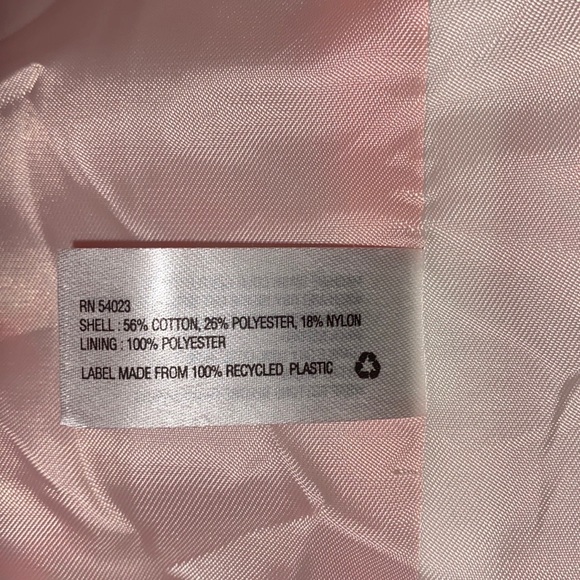 RN 54023
SHELL : 56% COTTON, 26% POLYESTER, 18% NYLON
LINING : 100% POLYESTER
LABEL MADE FROM 100% RECYCLED PLASTIC